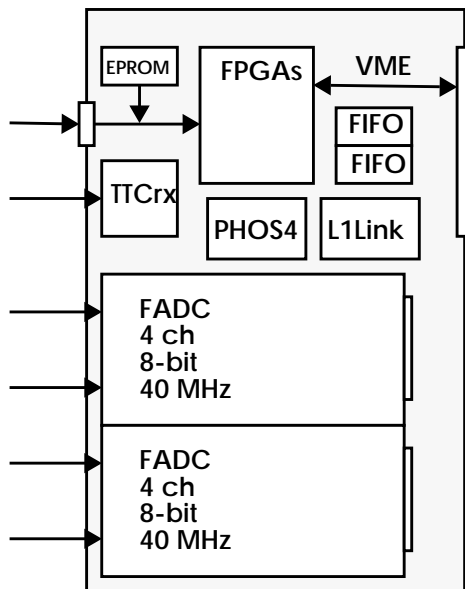 EPROM
FPGAs
VME
FIFO
FIFO
TTCrx
PHOS4
L1Link
FADC
4 ch
8-bit
40 MHz
FADC
4 ch
8-bit
40 MHz